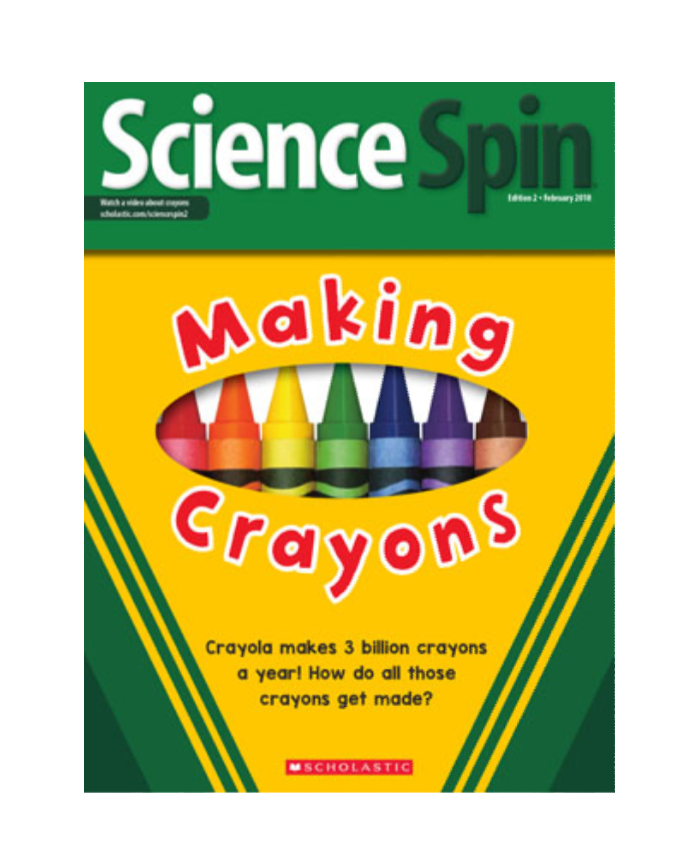 Science Spin
Watch a video about crayons
scholastic.com/sciencespin2
Edition 2 • February 2018
Making
Crayons
Crayola makes 3 billion crayons
a year! How do all those
crayons get made?
SCHOLASTIC